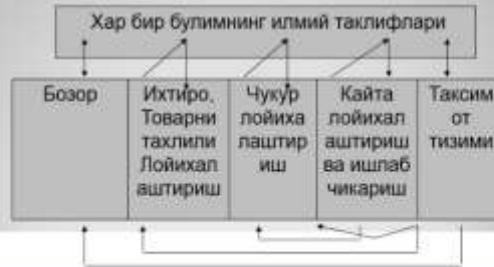 Хар бир булимнинг илмий таклифлари
Бозор
Ихтиро,
Товарни
тахлили
Лойихал
аштириш
Чукур
лойиха
лаштир
иш
Кайта
лойихал
аштириш
ва ишлаб
чикариш
Таксим
от
тизими